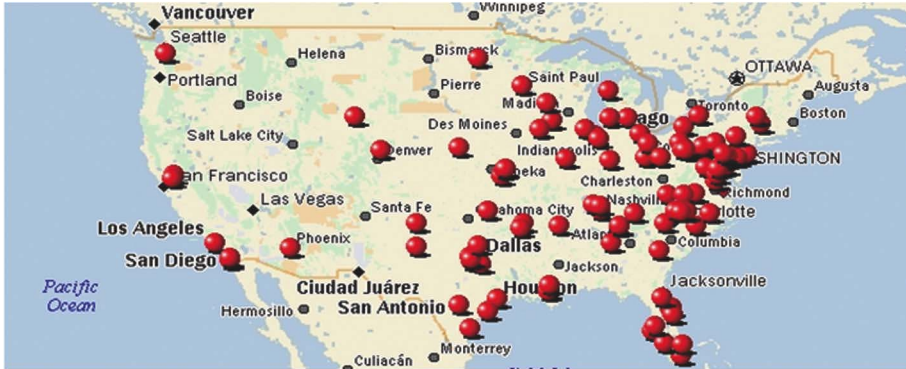 Vancouver
Winnipeg
Seattle
Helena
Bismarck
OTTAWA
Portland
Pierre
Saint Paul
Augusta
Boise
Toronto
Boston
Salt Lake City
Des Moines
Denver
Indianapolis
San Francisco
Charleston
Richmond
Las Vegas
Santa Fe
Nashville
Los Angeles
Phoenix
Dallas
Columbia
San Diego
Jackson
Pacific
Ocean
Ciudad Juárez
Houston
Jacksonville
Hermosillo
San Antonio
Monterrey
Culiacán